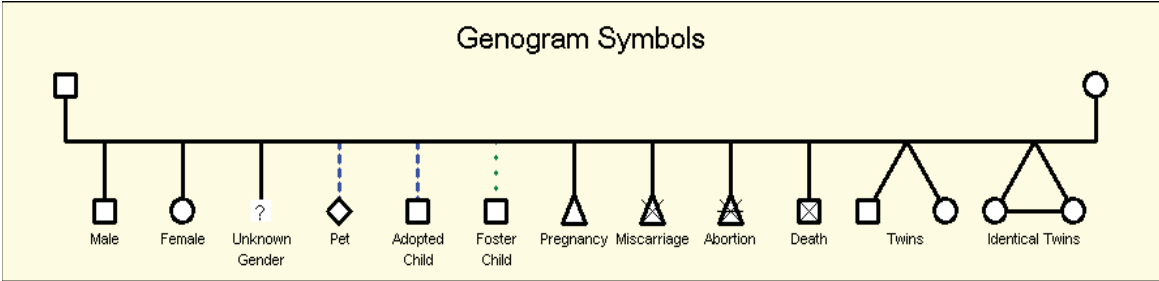 Genogram Symbols
?
Male Female Unknown Gender Pet Adopted Child Foster Child Pregnancy Miscarriage Abortion Death Twins Identical Twins